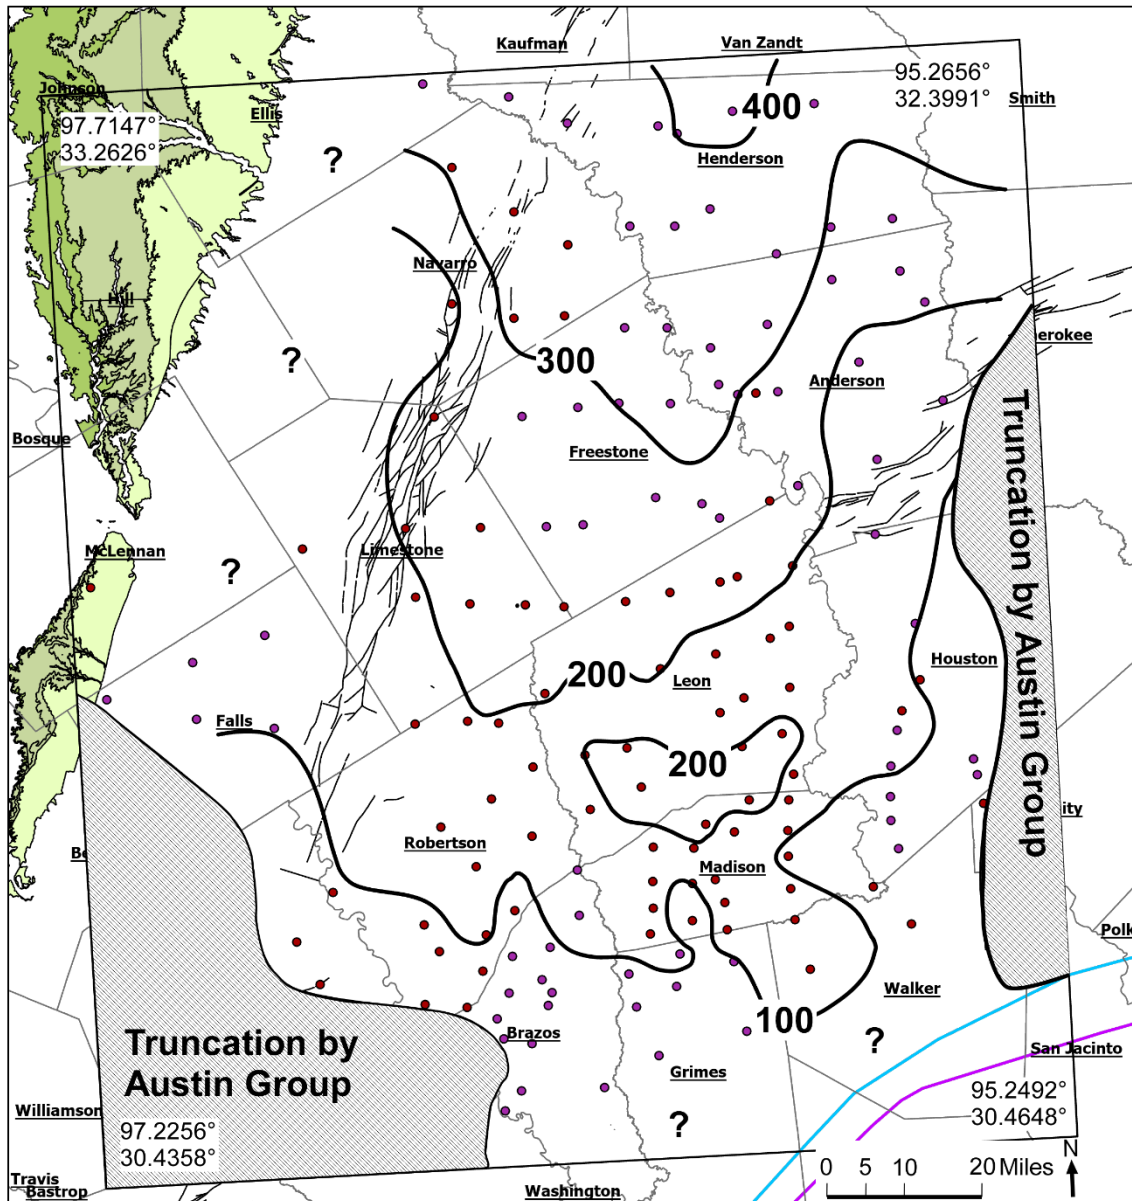 Kaufman
Van Zandt
95.2656°
32.3991°
Smith
Johnson
Ellis
97.7147°
33.2626°
400
Henderson
?
Navarro
Hill
?
300
Cherokee
Anderson
Bosque
Freestone
Truncation by Austin Group
McLennan
Limestone
?
Houston
200
Leon
Falls
200
ity
Robertson
Be
Madison
Polk
Walker
100
Truncation by
Austin Group
Brazos
?
San Jacinto
Grimes
95.2492°
30.4648°
Williamson
97.2256°
30.4358°
?
N
0 5 10 20 Miles
Travis
Bastrop
Washington